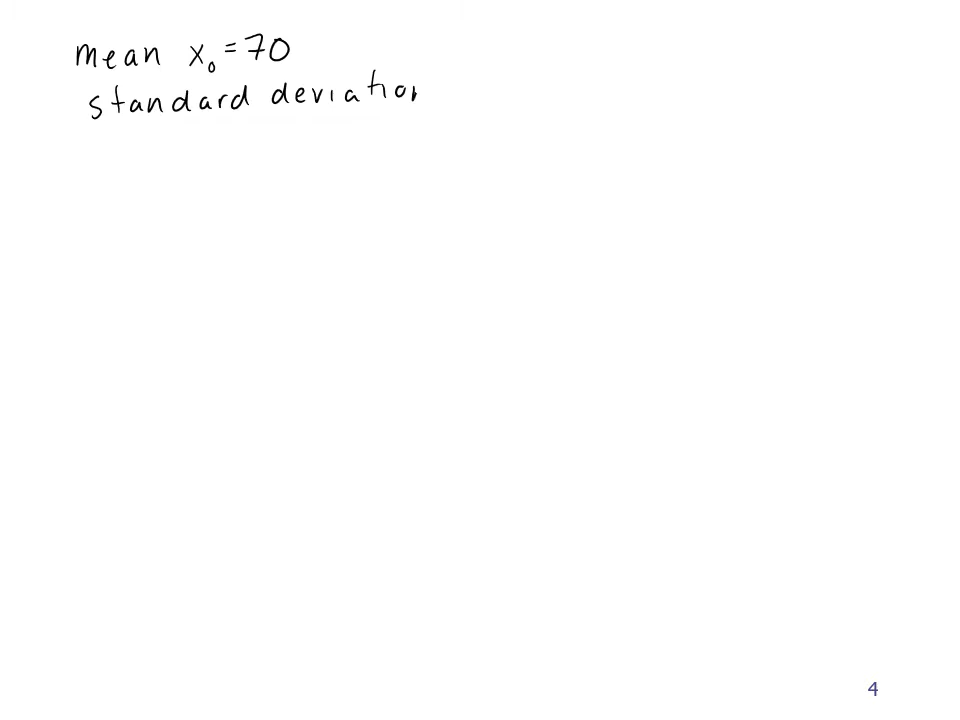 mean x₀ = 70
standard deviation
4